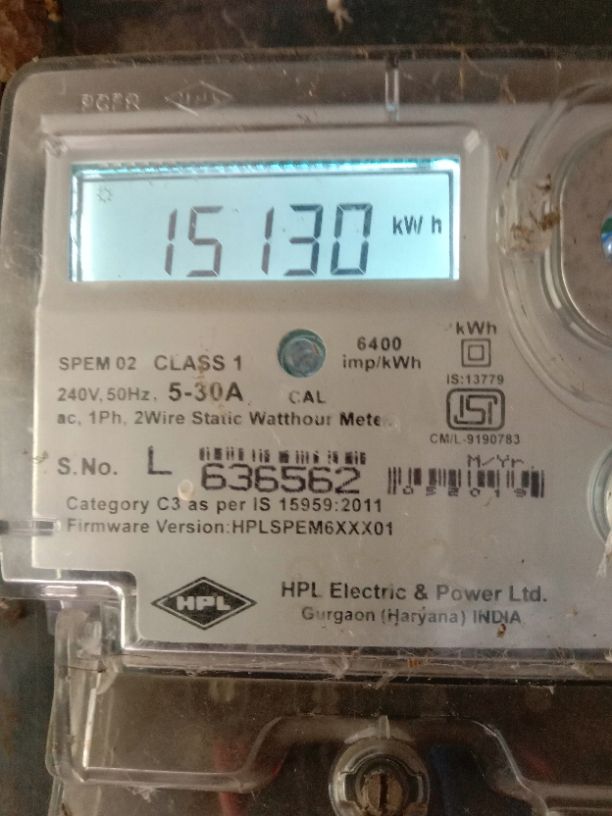 HPL
15130 kWh
SPEM 02 CLASS 1
6400 imp/kWh
kWh
IS:13779
240V, 50Hz, 5-30A
CAL
ac, 1Ph, 2Wire Static Watthour Meter
CM/L-9190783
S.No. L 636562
M/Yr.
052019
Category C3 as per IS 15959:2011
Firmware Version:HPLSPEM6XXX01
HPL
HPL Electric & Power Ltd.
Gurgaon (Haryana) INDIA